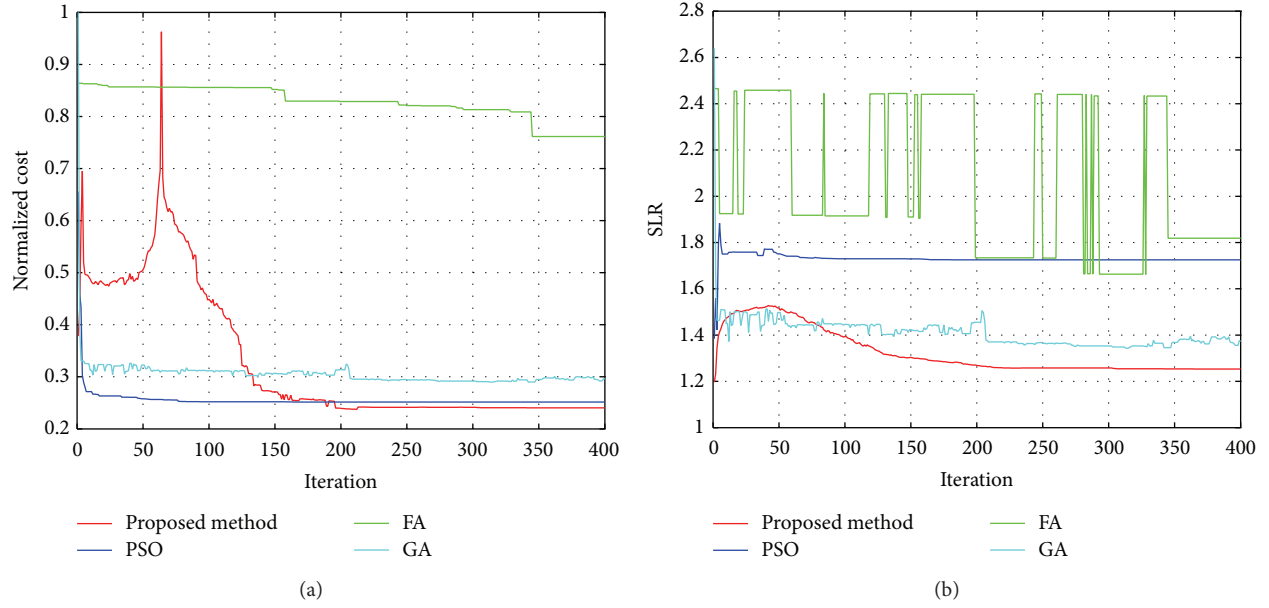 1
0.9
0.8
0.7
0.6
0.5
0.4
0.3
0.2
Normalized cost
0 50 100 150 200 250 300 350 400
Iteration
Proposed method
PSO
FA
GA
(a)
2.8
2.6
2.4
2.2
2
1.8
1.6
1.4
1.2
1
SLR
0 50 100 150 200 250 300 350 400
Iteration
Proposed method
PSO
FA
GA
(b)